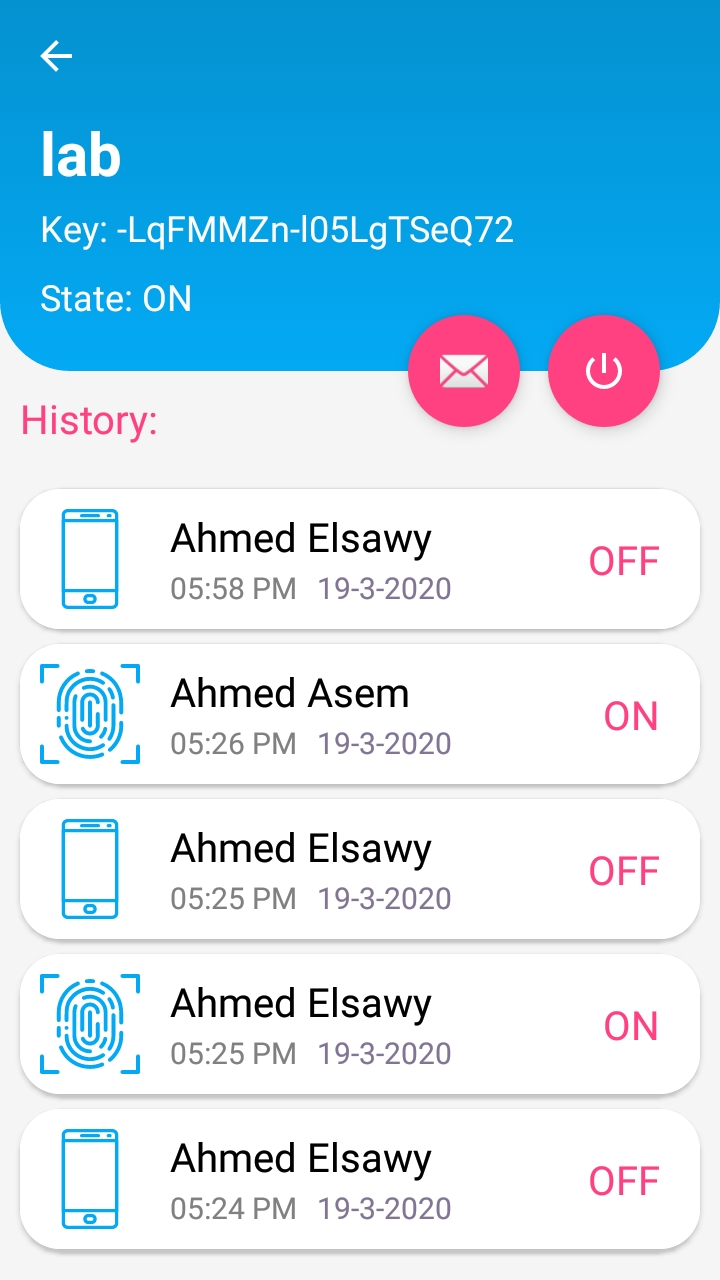 lab
Key: -LqFMMZn-l05LgTSeQ72
State: ON
History:
Ahmed Elsawy
05:58 PM 19-3-2020
OFF
Ahmed Asem
05:26 PM 19-3-2020
ON
Ahmed Elsawy
05:25 PM 19-3-2020
OFF
Ahmed Elsawy
05:25 PM 19-3-2020
ON
Ahmed Elsawy
05:24 PM 19-3-2020
OFF